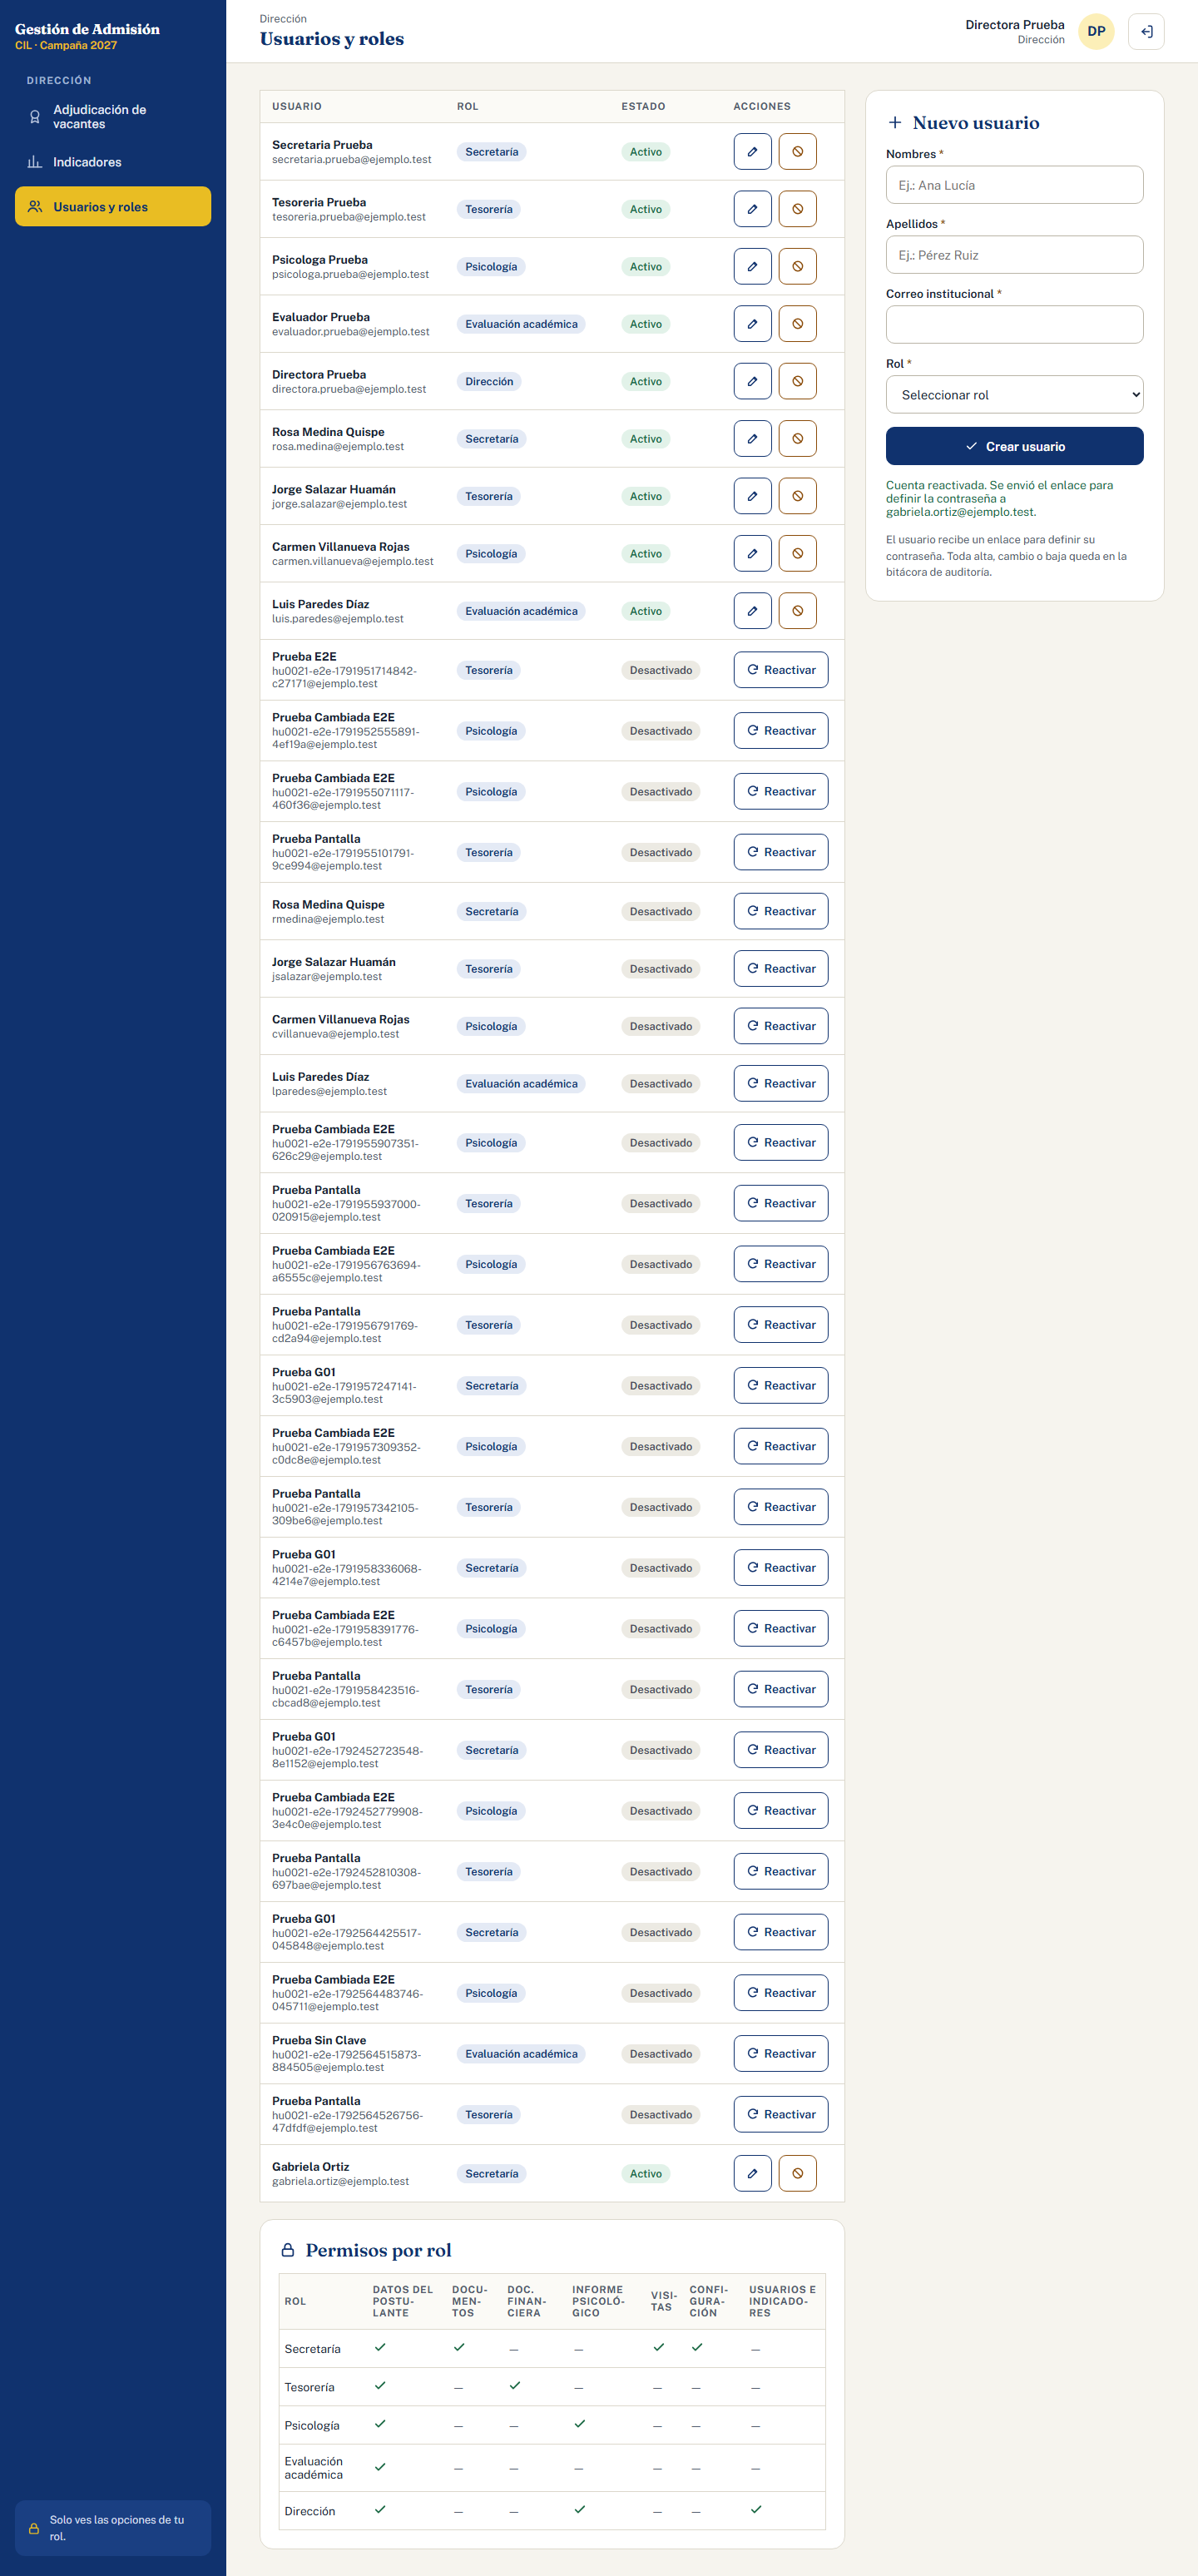 Gestión de Admisión
CIL · Campaña 2027
DIRECCIÓN
Adjudicación de
vacantes
Indicadores
Usuarios y roles
Solo ves las opciones de tu
rol.
Dirección
Usuarios y roles
Directora Prueba
Dirección
DP
USUARIO ROL ESTADO ACCIONES
Secretaria Prueba
secretaria.prueba@ejemplo.test
Secretaría Activo
Tesoreria Prueba
tesoreria.prueba@ejemplo.test
Tesorería Activo
Psicologa Prueba
psicologa.prueba@ejemplo.test
Psicología Activo
Evaluador Prueba
evaluador.prueba@ejemplo.test
Evaluación académica Activo
Directora Prueba
directora.prueba@ejemplo.test
Dirección Activo
Rosa Medina Quispe
rosa.medina@ejemplo.test
Secretaría Activo
Jorge Salazar Huamán
jorge.salazar@ejemplo.test
Tesorería Activo
Carmen Villanueva Rojas
carmen.villanueva@ejemplo.test
Psicología Activo
Luis Paredes Díaz
luis.paredes@ejemplo.test
Evaluación académica Activo
Prueba E2E
hu0021-e2e-1791951714842-
c27171@ejemplo.test
Tesorería Desactivado Reactivar
Prueba Cambiada E2E
hu0021-e2e-1791952555891-
4ef19a@ejemplo.test
Psicología Desactivado Reactivar
Prueba Cambiada E2E
hu0021-e2e-1791955071117-
460f36@ejemplo.test
Psicología Desactivado Reactivar
Prueba Pantalla
hu0021-e2e-1791955101791-
9ce994@ejemplo.test
Tesorería Desactivado Reactivar
Rosa Medina Quispe
rmedina@ejemplo.test
Secretaría Desactivado Reactivar
Jorge Salazar Huamán
jsalazar@ejemplo.test
Tesorería Desactivado Reactivar
Carmen Villanueva Rojas
cvillanueva@ejemplo.test
Psicología Desactivado Reactivar
Luis Paredes Díaz
lparedes@ejemplo.test
Evaluación académica Desactivado Reactivar
Prueba Cambiada E2E
hu0021-e2e-1791955907351-
626c29@ejemplo.test
Psicología Desactivado Reactivar
Prueba Pantalla
hu0021-e2e-1791955937000-
020915@ejemplo.test
Tesorería Desactivado Reactivar
Prueba Cambiada E2E
hu0021-e2e-1791956763694-
a6555c@ejemplo.test
Psicología Desactivado Reactivar
Prueba Pantalla
hu0021-e2e-1791956791769-
cd2a94@ejemplo.test
Tesorería Desactivado Reactivar
Prueba G01
hu0021-e2e-1791957247141-
3c5903@ejemplo.test
Secretaría Desactivado Reactivar
Prueba Cambiada E2E
hu0021-e2e-1791957309352-
c0dc8e@ejemplo.test
Psicología Desactivado Reactivar
Prueba Pantalla
hu0021-e2e-1791957342105-
309be6@ejemplo.test
Tesorería Desactivado Reactivar
Prueba G01
hu0021-e2e-1791958336068-
4214e7@ejemplo.test
Secretaría Desactivado Reactivar
Prueba Cambiada E2E
hu0021-e2e-1791958391776-
c6457b@ejemplo.test
Psicología Desactivado Reactivar
Prueba Pantalla
hu0021-e2e-1791958423516-
cbcad8@ejemplo.test
Tesorería Desactivado Reactivar
Prueba G01
hu0021-e2e-1792452723548-
8e1152@ejemplo.test
Secretaría Desactivado Reactivar
Prueba Cambiada E2E
hu0021-e2e-1792452779908-
3e4c0e@ejemplo.test
Psicología Desactivado Reactivar
Prueba Pantalla
hu0021-e2e-1792452810308-
697bae@ejemplo.test
Tesorería Desactivado Reactivar
Prueba G01
hu0021-e2e-1792564425517-
045848@ejemplo.test
Secretaría Desactivado Reactivar
Prueba Cambiada E2E
hu0021-e2e-1792564483746-
045711@ejemplo.test
Psicología Desactivado Reactivar
Prueba Sin Clave
hu0021-e2e-1792564515873-
884505@ejemplo.test
Evaluación académica Desactivado Reactivar
Prueba Pantalla
hu0021-e2e-1792564526756-
47dfdf@ejemplo.test
Tesorería Desactivado Reactivar
Gabriela Ortiz
gabriela.ortiz@ejemplo.test
Secretaría Activo
Nuevo usuario
Nombres *
Ej.: Ana Lucía
Apellidos *
Ej.: Pérez Ruiz
Correo institucional *
Rol *
Seleccionar rol
Crear usuario
Cuenta reactivada. Se envió el enlace para
definir la contraseña a
gabriela.ortiz@ejemplo.test.
El usuario recibe un enlace para definir su
contraseña. Toda alta, cambio o baja queda en la
bitácora de auditoría.
Permisos por rol
ROL
DATOS DEL
POSTU-
LANTE
DOCU-
MEN-
TOS
DOC.
FINAN-
CIERA
INFORME
PSICOLÓ-
GICO
VISI-
TAS
CONFI-
GURA-
CIÓN
USUARIOS E
INDICADO-
RES
Secretaría ✓ ✓ — — ✓ ✓ —
Tesorería ✓ — ✓ — — — —
Psicología ✓ — — ✓ — — —
Evaluación
académica ✓ — — — — — —
Dirección ✓ — — ✓ — — ✓